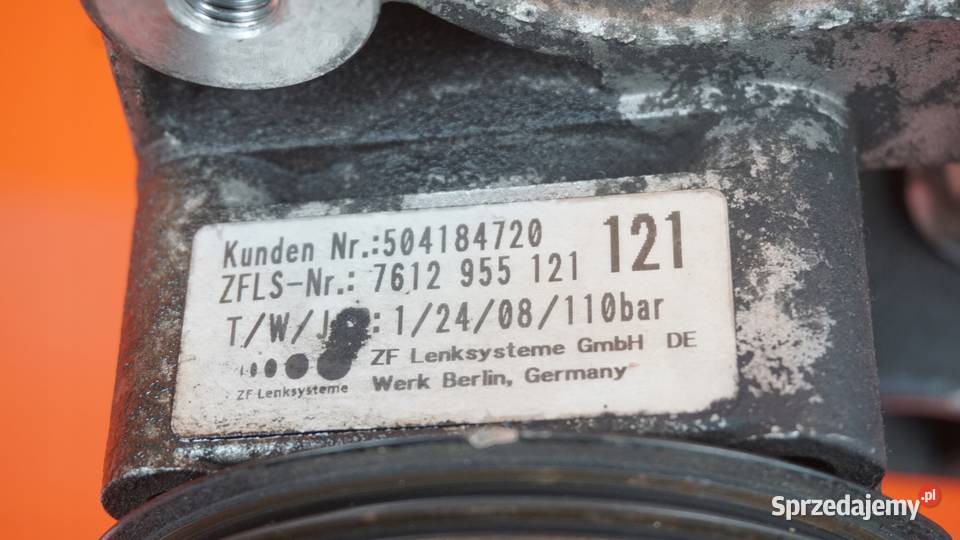 Kunden Nr.:504184720
121
ZFLS-Nr.: 7612 955 121
1/24/08/110bar
ZF Lenksysteme GmbH DE
ZF Lenksysteme
Werk Berlin, Germany
Sprzedajemy.pl